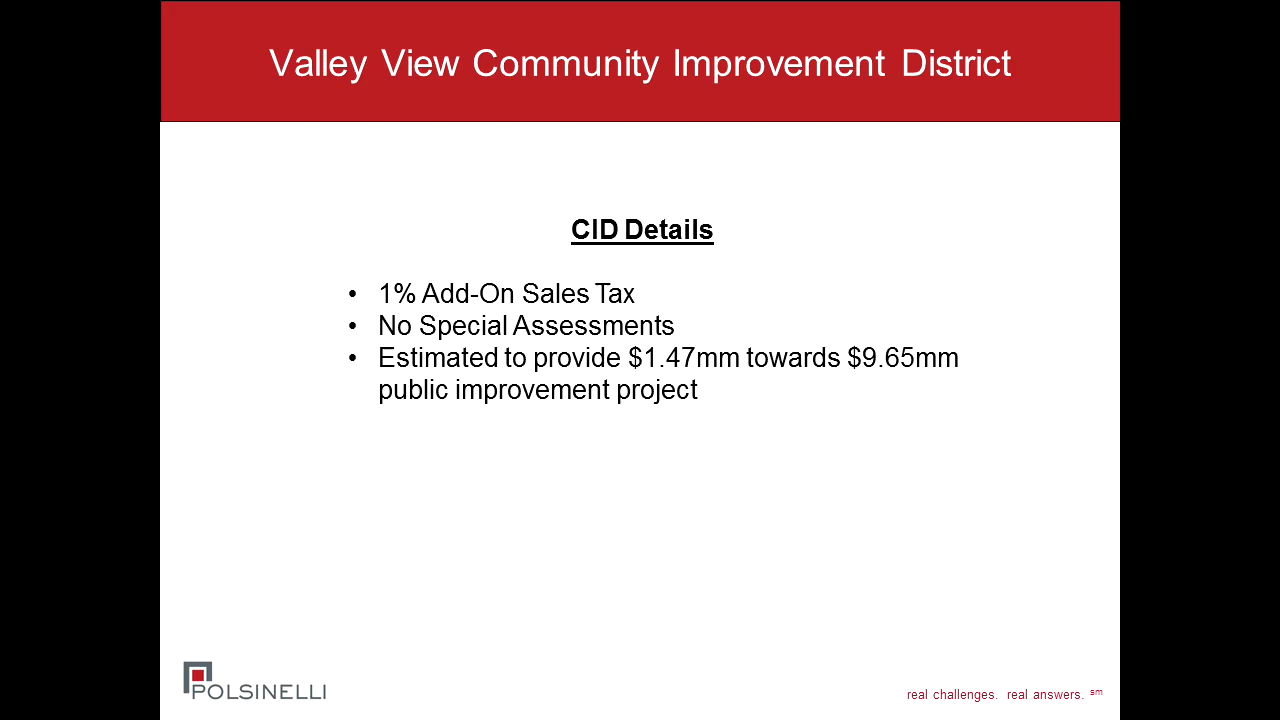 Valley View Community Improvement District
CID Details
• 1% Add-On Sales Tax
• No Special Assessments
• Estimated to provide $1.47mm towards $9.65mm
public improvement project
POLSINELLI
real challenges. real answers. sm